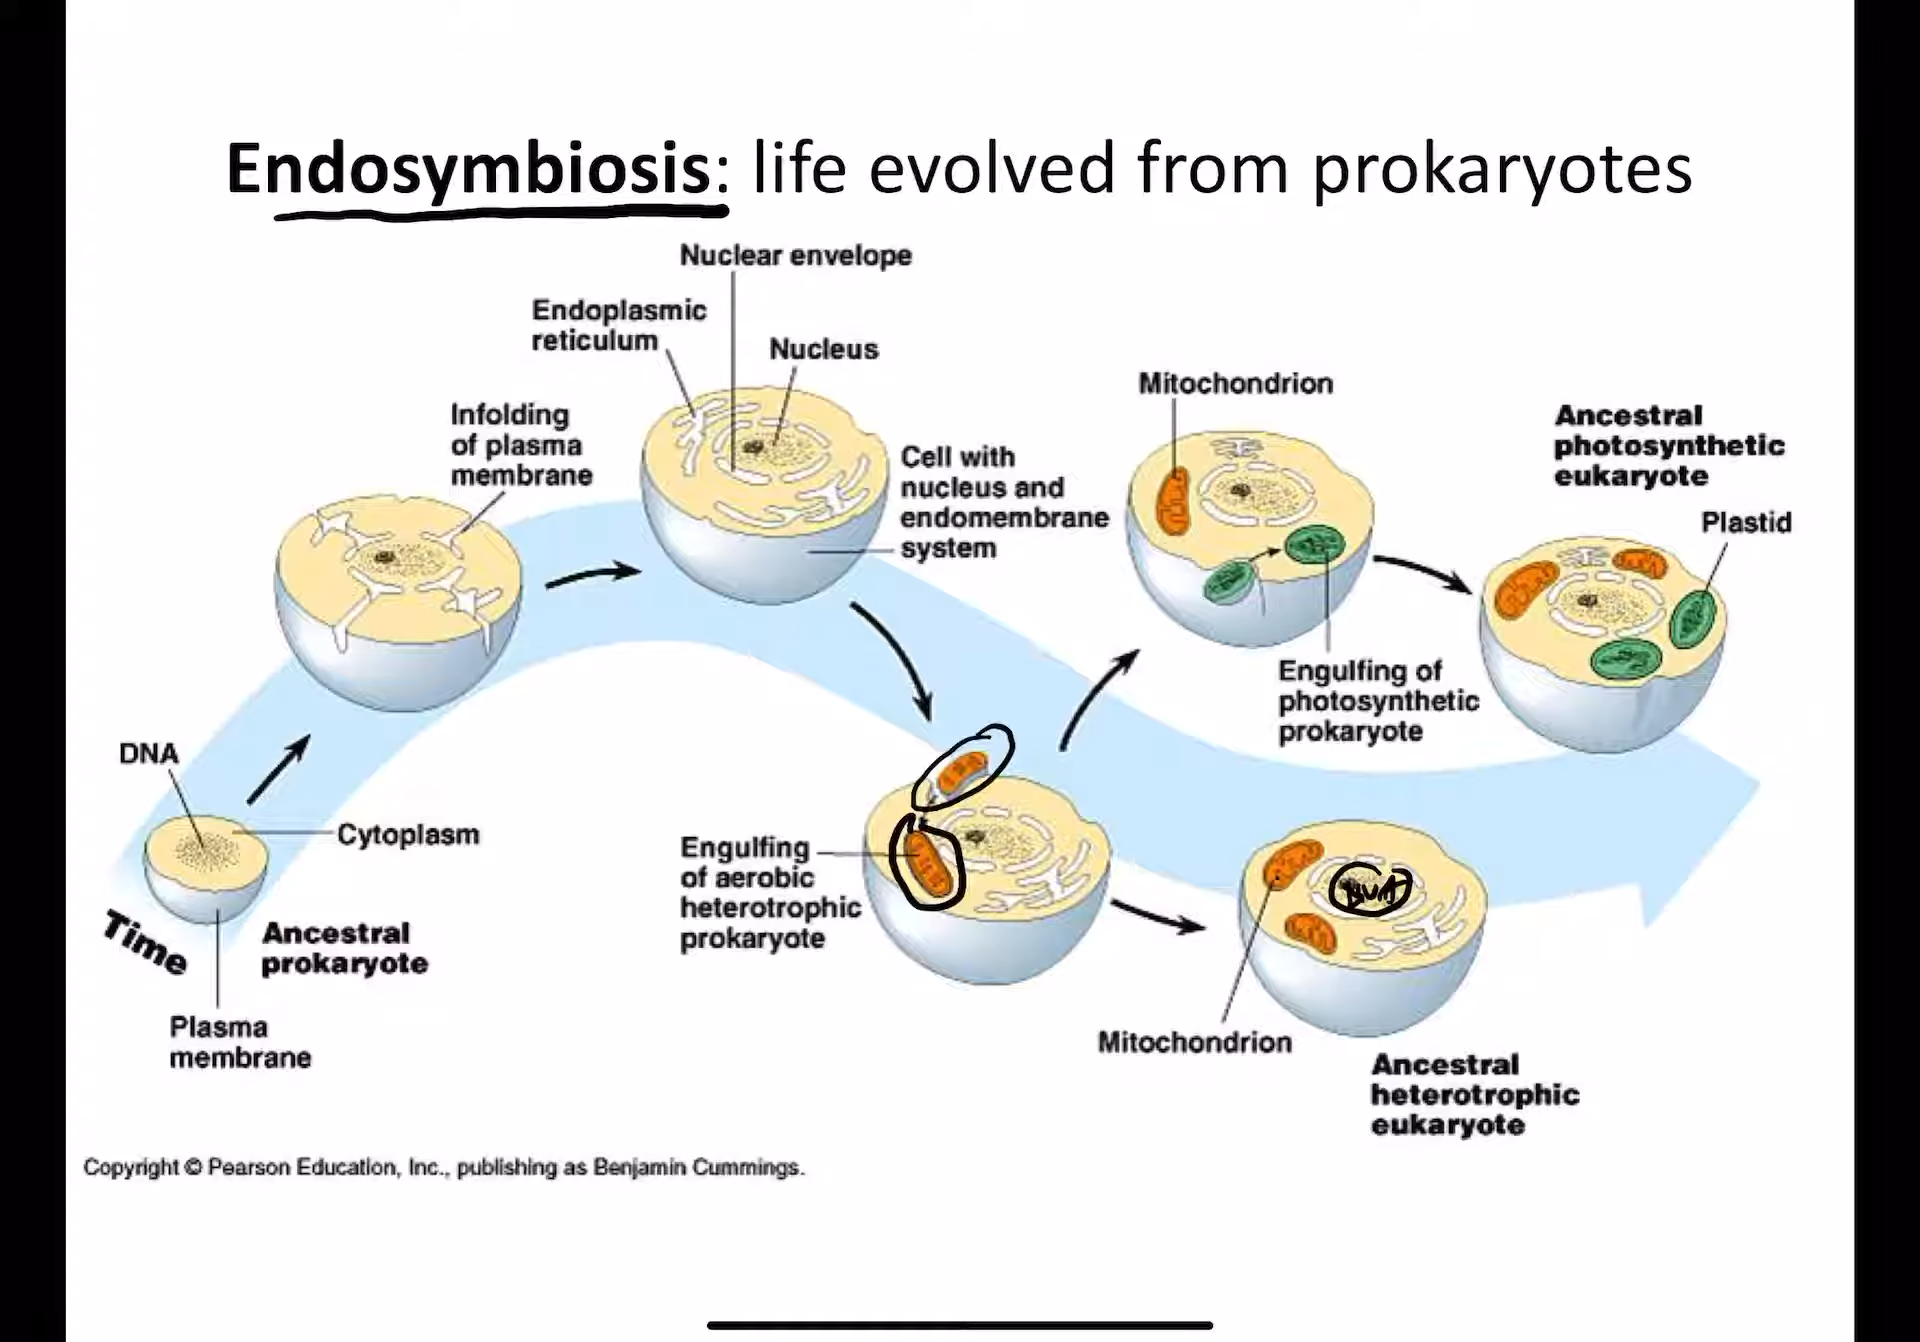 Endosymbiosis: life evolved from prokaryotes
Nuclear envelope
Endoplasmic
reticulum
Nucleus
Infolding
of plasma
membrane
Cell with
nucleus and
endomembrane
system
Mitochondrion
Ancestral
photosynthetic
eukaryote
Plastid
Engulfing of
photosynthetic
prokaryote
DNA
Cytoplasm
Time
Ancestral
prokaryote
Plasma
membrane
Engulfing
of aerobic
heterotrophic
prokaryote
Mitochondrion
Ancestral
heterotrophic
eukaryote
Copyright © Pearson Education, Inc., publishing as Benjamin Cummings.